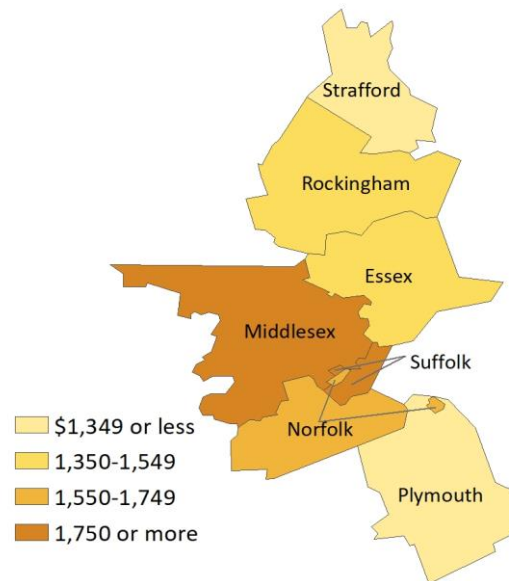 Strafford
Rockingham
Essex
Middlesex
Suffolk
Norfolk
Plymouth
$1,349 or less
1,350-1,549
1,550-1,749
1,750 or more